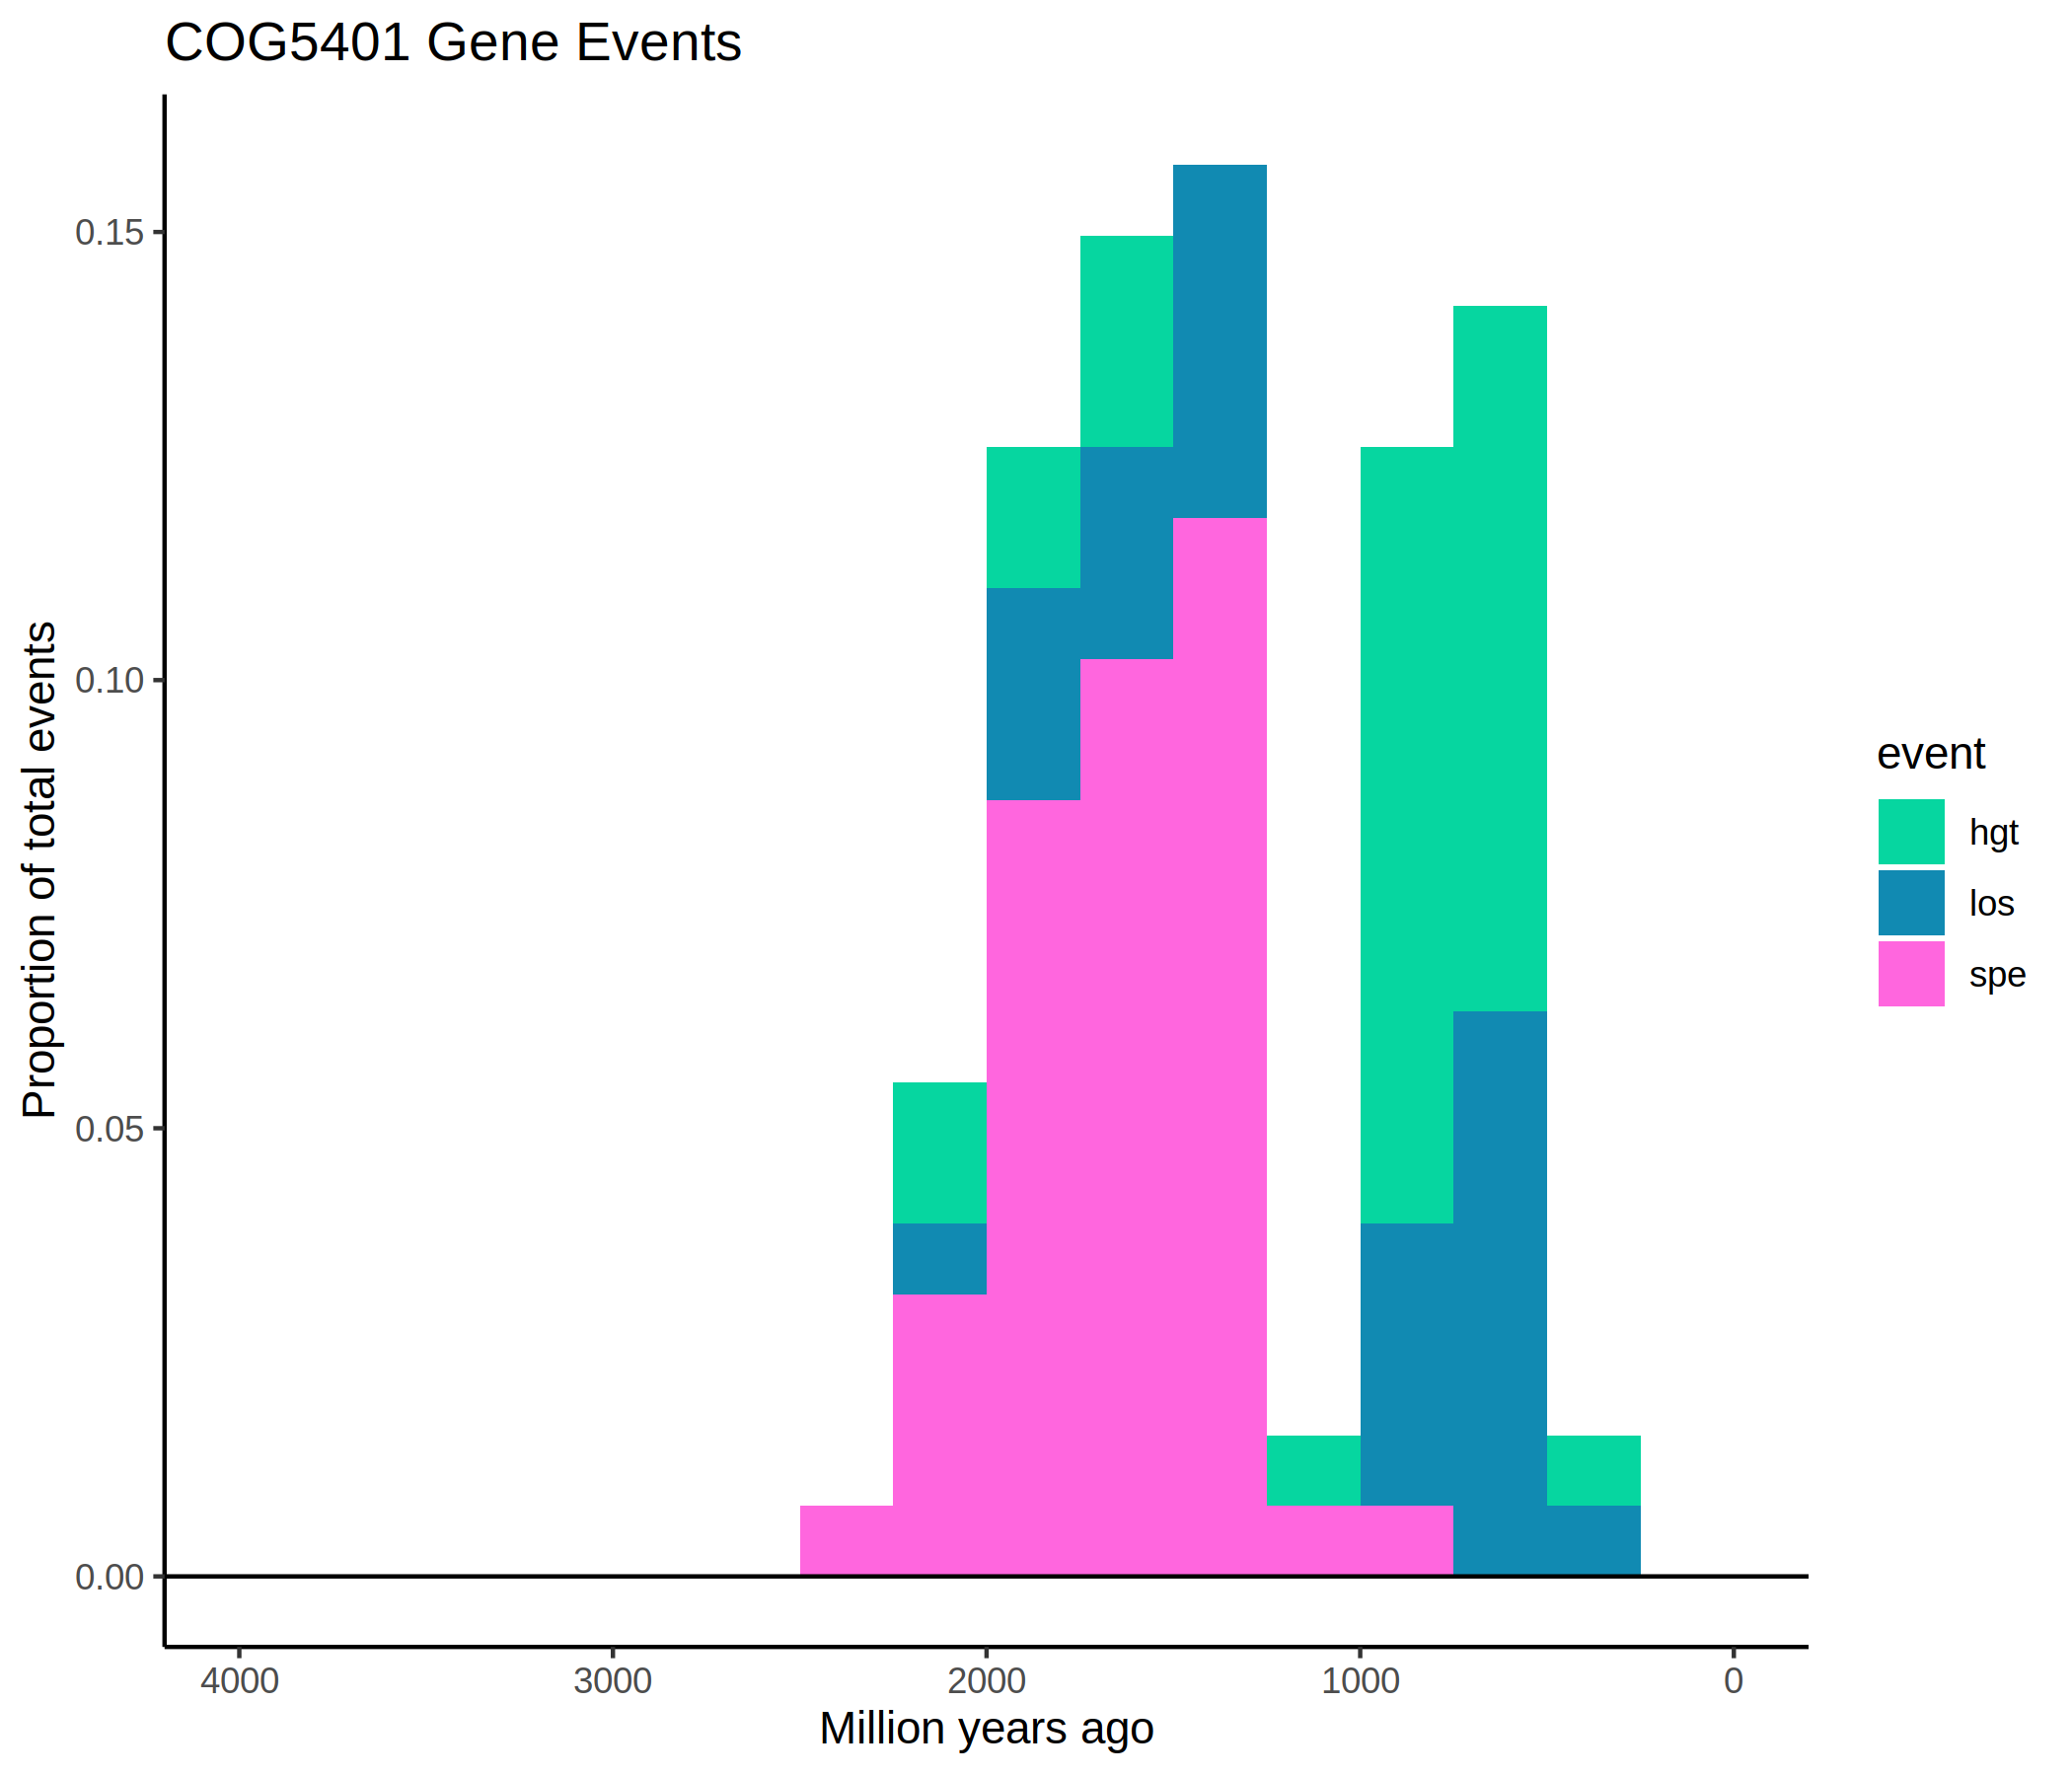 COG5401 Gene Events
Proportion of total events
0.15
0.10
0.05
0.00
4000 3000 2000 1000 0
Million years ago
event
hgt
los
spe